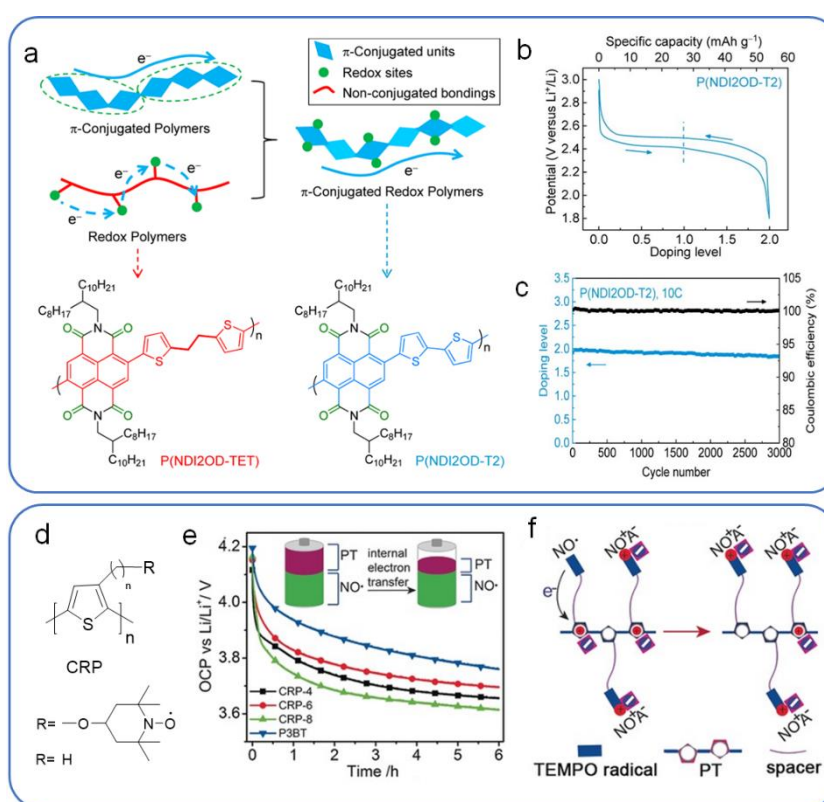 a
e⁻
π-Conjugated Polymers
e⁻
e⁻
e⁻
Redox Polymers
π-Conjugated units
Redox sites
Non-conjugated bondings
e⁻
π-Conjugated Redox Polymers
C₁₀H₂₁
C₈H₁₇
O
N
O
S
S
n
O
N
O
C₈H₁₇
C₁₀H₂₁
P(NDI2OD-TET)
C₁₀H₂₁
C₈H₁₇
O
N
O
S
S
n
O
N
O
C₈H₁₇
C₁₀H₂₁
P(NDI2OD-T2)
b
Specific capacity (mAh g⁻¹)
0 10 20 30 40 50 60
P(NDI2OD-T2)
Potential (V versus Li⁺/Li)
3.0
2.8
2.6
2.4
2.2
2.0
1.8
0.0 0.5 1.0 1.5 2.0
Doping level
c
P(NDI2OD-T2), 10C
Doping level
3.5
3.0
2.5
2.0
1.5
1.0
0.5
0.0
105
100
95
90
85
80
Coulombic efficiency (%)
0 500 1000 1500 2000 2500 3000
Cycle number
d
n
R
S
n
CRP
R= O N-O•
R= H
e
OCP vs Li/Li⁺/ V
4.2
4.0
3.8
3.6
PT
NO•
internal
electron
transfer
PT
NO•
CRP-4
CRP-6
CRP-8
P3BT
0 1 2 3 4 5 6
Time /h
f
NO•
NO⁺A⁻
e⁻
NO⁺A⁻
NO⁺A⁻
NO⁺A⁻
NO⁺A⁻
TEMPO radical
PT
spacer